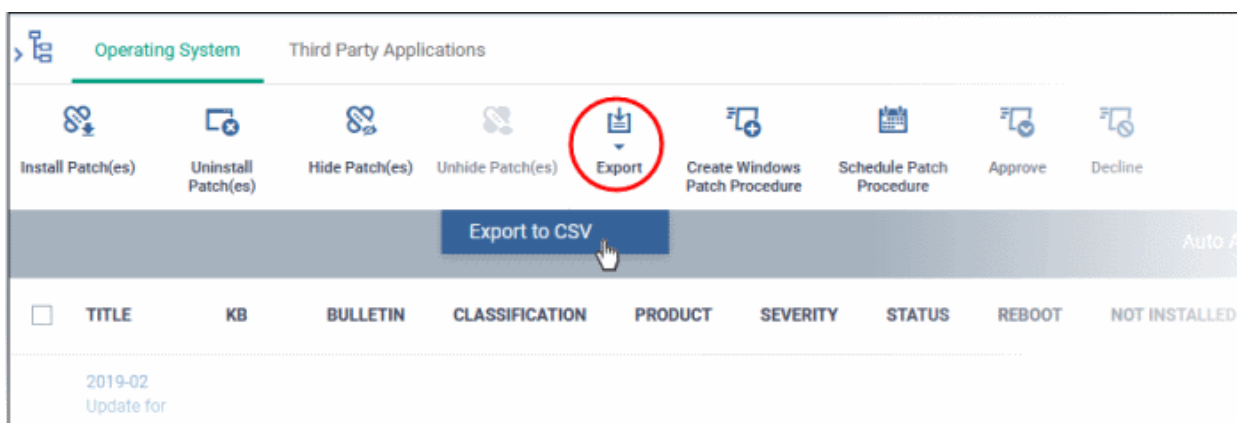 Operating System Third Party Applications
Install Patch(es) Uninstall Patch(es) Hide Patch(es) Unhide Patch(es) Export Create Windows Patch Procedure Schedule Patch Procedure Approve Decline
Export to CSV
Auto
TITLE KB BULLETIN CLASSIFICATION PRODUCT SEVERITY STATUS REBOOT NOT INSTALLED
2019-02
Update for